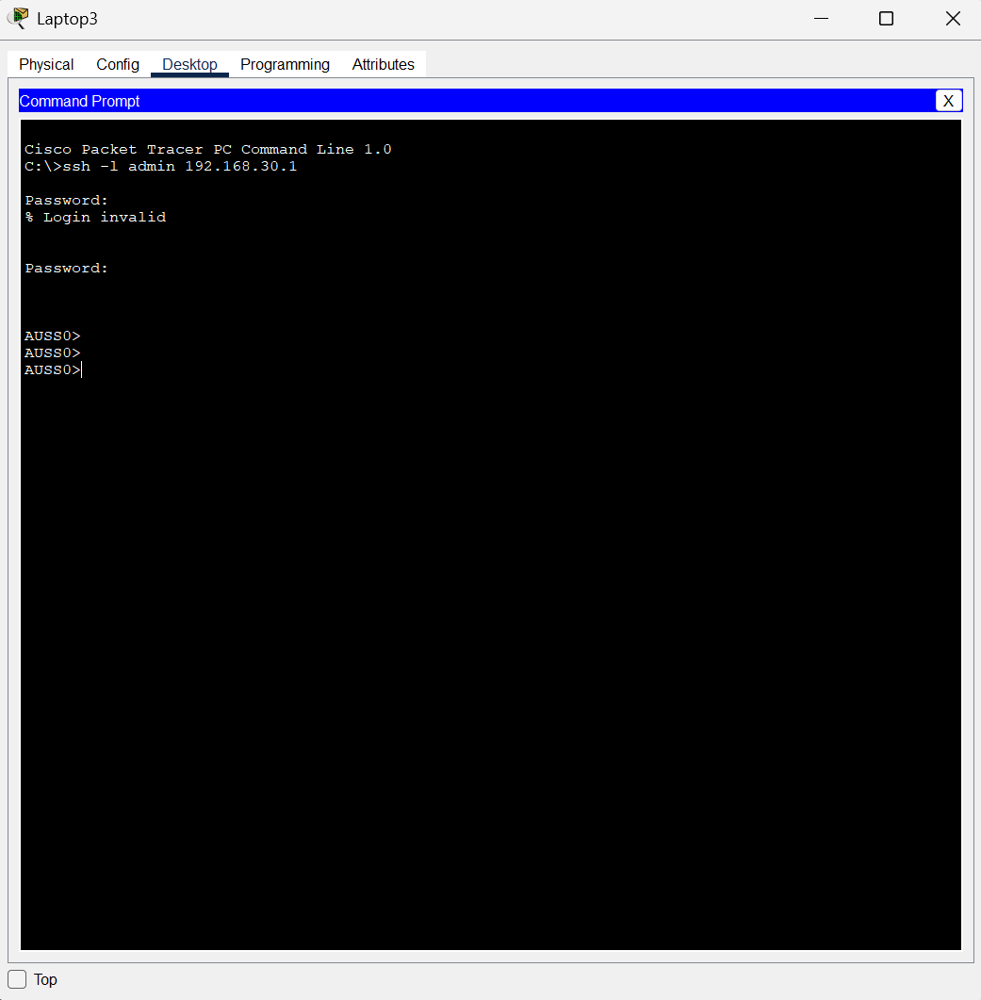 Laptop3
Physical Config Desktop Programming Attributes
Command Prompt X
Cisco Packet Tracer PC Command Line 1.0
C:\>ssh -l admin 192.168.30.1
Password:
% Login invalid
Password:
AUSS0>
AUSS0>
AUSS0>
Top